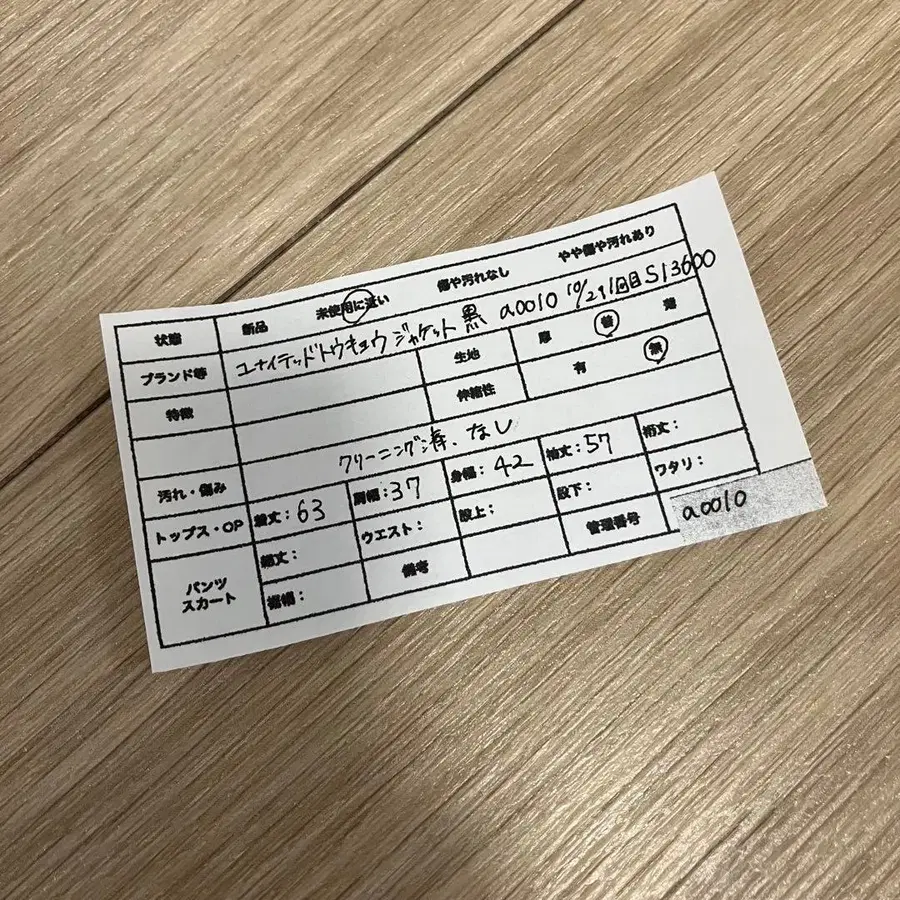 状態 新品 未使用に近い 傷や汚れなし やや傷や汚れあり
ブランド等 ユナイテッドトウキョウ ジャケット 黒 a0010 10/29 1回目 S13600
特徴 生地 厚 普 薄
伸縮性 有 無
汚れ・傷み クリーニング済、なし
トップス・OP 着丈:63 肩幅:37 身幅:42 袖丈:57 裄丈:
パンツ スカート 総丈: ウエスト: 股上: 股下: ワタリ:
裾幅: 備考 管理番号 a0010